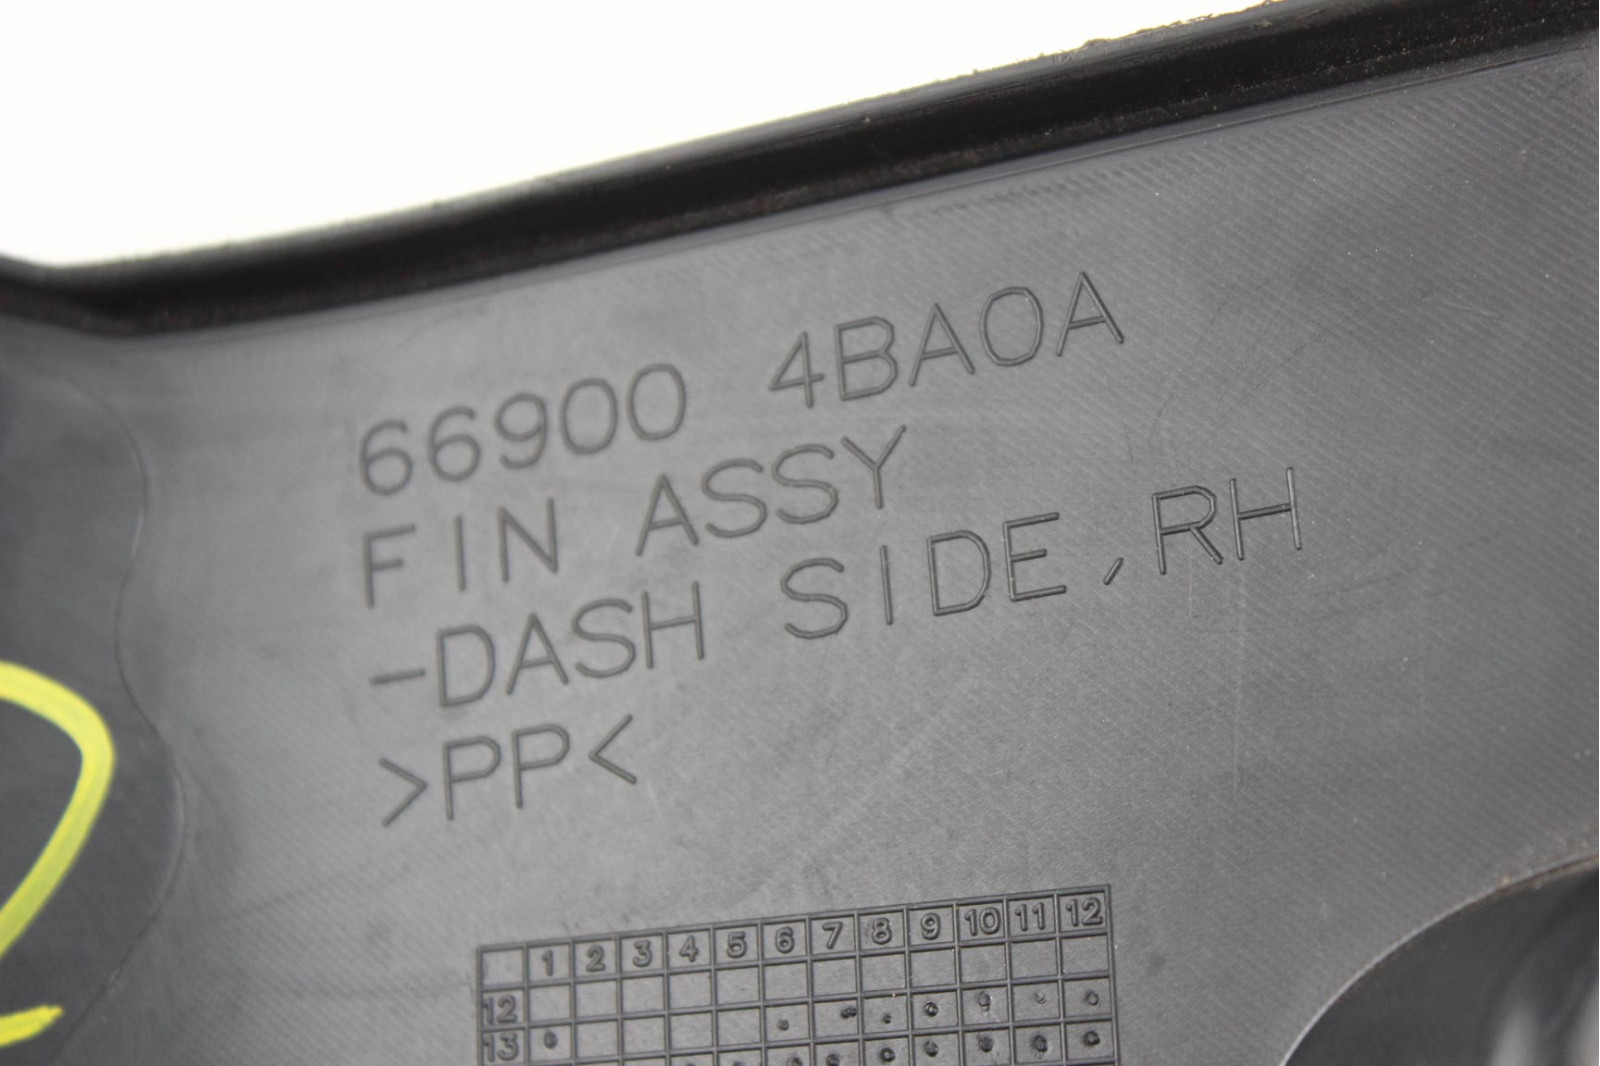 66900 4BA0A
FIN ASSY
-DASH SIDE,RH
>PP<
1 2 3 4 5 6 7 8 9 10 11 12
12
13